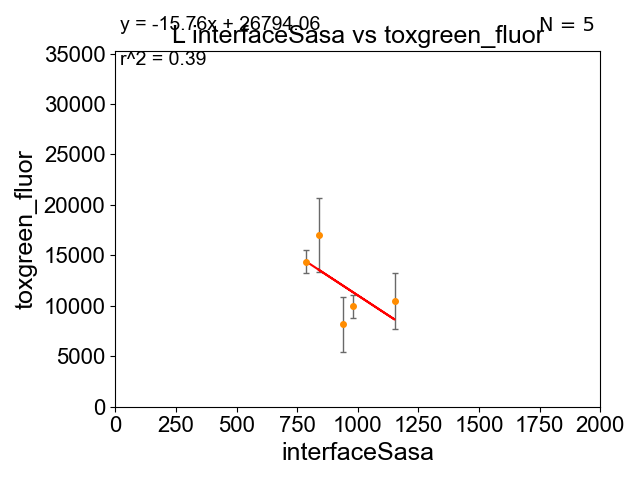 y = -15.76x + 26794.06
N = 5
L interfaceSasa vs toxgreen_fluor
r^2 = 0.39
35000
30000
25000
20000
15000
10000
5000
0
toxgreen_fluor
0 250 500 750 1000 1250 1500 1750 2000
interfaceSasa